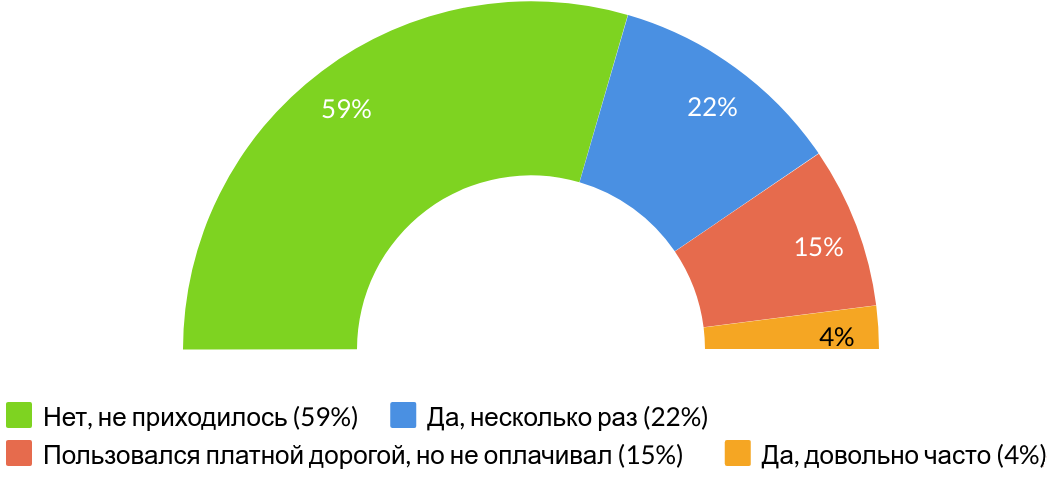 59%
22%
15%
4%
Нет, не приходилось (59%)
Да, несколько раз (22%)
Пользовался платной дорогой, но не оплачивал (15%)
Да, довольно часто (4%)